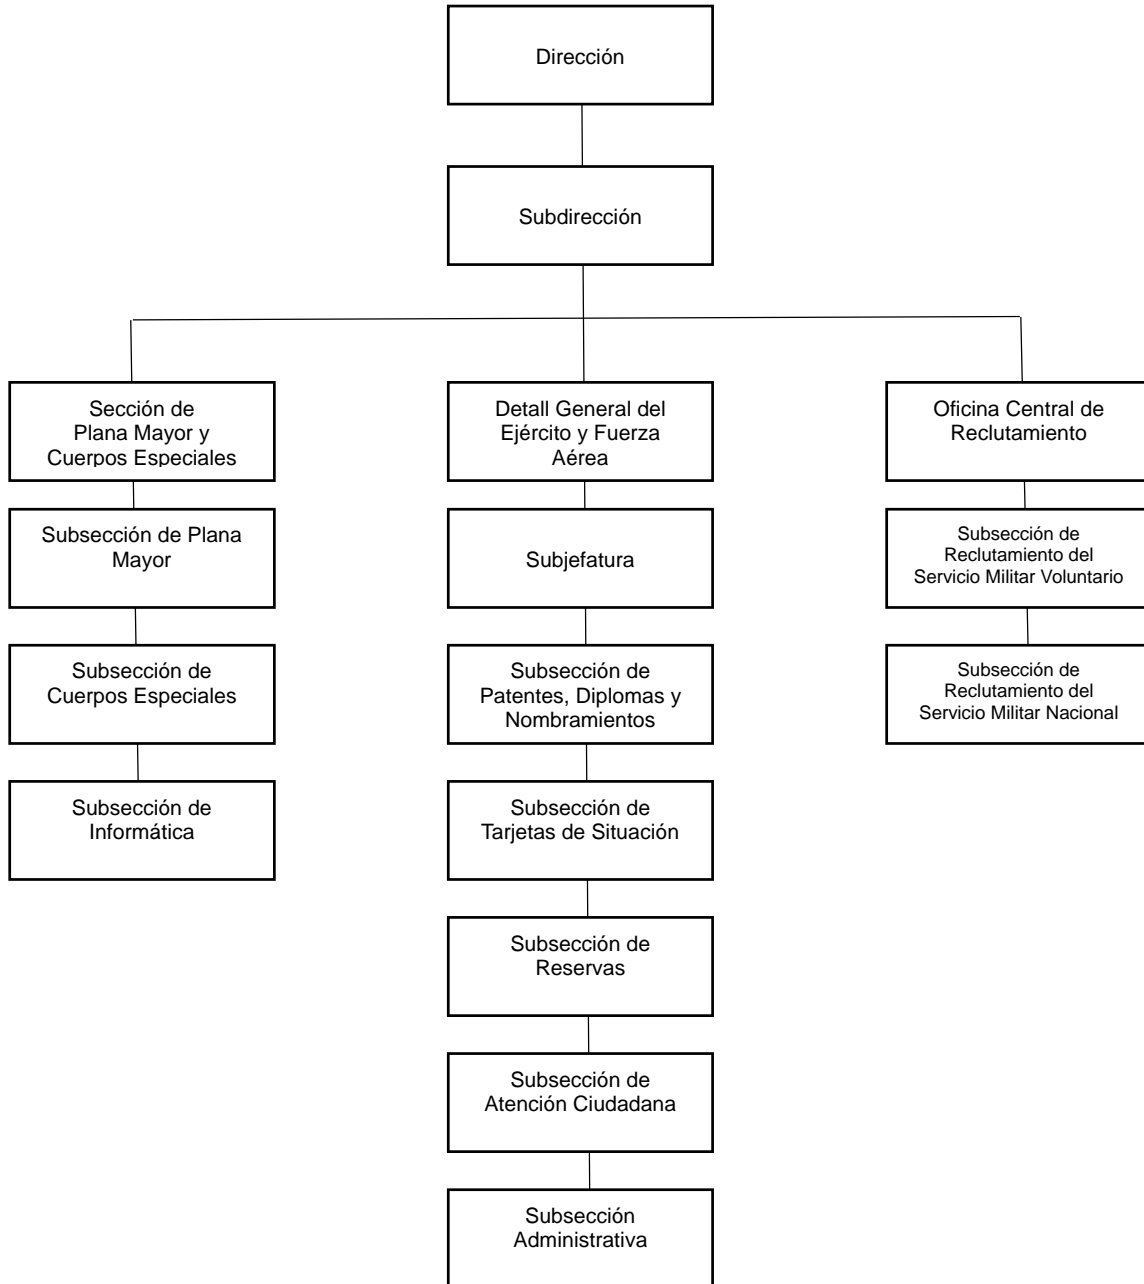 Dirección
Subdirección
Sección de
Plana Mayor y
Cuerpos Especiales
Detall General del
Ejército y Fuerza
Aérea
Oficina Central de
Reclutamiento
Subsección de Plana
Mayor
Subjefatura
Subsección de
Reclutamiento del
Servicio Militar Voluntario
Subsección de
Cuerpos Especiales
Subsección de
Patentes, Diplomas y
Nombramientos
Subsección de
Reclutamiento del
Servicio Militar Nacional
Subsección de
Informática
Subsección de
Tarjetas de Situación
Subsección de
Reservas
Subsección de
Atención Ciudadana
Subsección
Administrativa